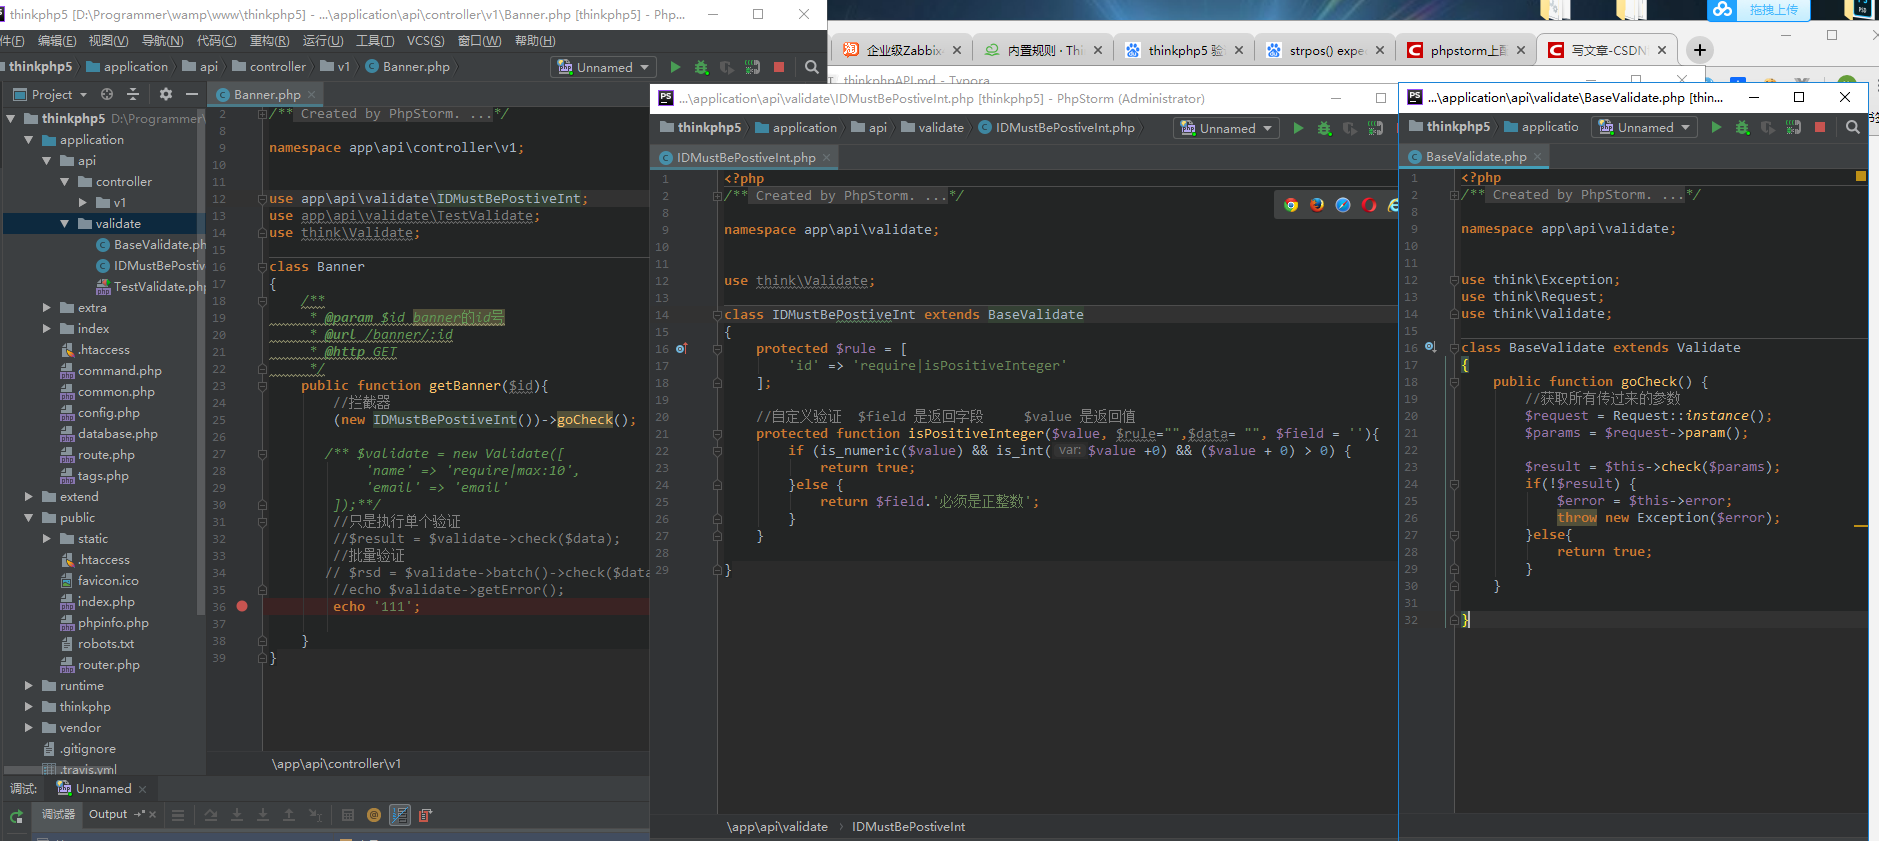 thinkphp5 [D:\Programmer\wamp\www\thinkphp5] - ...\application\api\controller\v1\Banner.php [thinkphp5] - PhpS...
件(F) 编辑(E) 视图(V) 导航(N) 代码(C) 重构(R) 运行(U) 工具(T) VCS(S) 窗口(W) 帮助(H)
thinkphp5 application api controller v1 Banner.php Unnamed
Project
Banner.php
thinkphp5 D:\Programmer\
application
api
controller
v1
validate
BaseValidate.ph
IDMustBePostiv
TestValidate.php
extra
index
.htaccess
command.php
common.php
config.php
database.php
route.php
tags.php
extend
public
static
.htaccess
favicon.ico
index.php
phpinfo.php
robots.txt
router.php
runtime
thinkphp
vendor
.gitignore
.travis.yml
2 /** Created by PhpStorm. ...*/
8
9 namespace app\api\controller\v1;
10
11
12 use app\api\validate\IDMustBePostiveInt;
13 use app\api\validate\TestValidate;
14 use think\Validate;
15
16 class Banner
17 {
18 /**
19 * @param $id banner的id号
20 * @url /banner/:id
21 * @http GET
22 */
23 public function getBanner($id){
24 //拦截器
25 (new IDMustBePostiveInt())->goCheck();
26
27 /** $validate = new Validate([
28 'name' => 'require|max:10',
29 'email' => 'email'
30 ]);**/
31 //只是执行单个验证
32 //$result = $validate->check($data);
33 //批量验证
34 // $rsd = $validate->batch()->check($data
35 //echo $validate->getError();
36 echo '111';
37
38 }
39 }
\app\api\controller\v1
调试: Unnamed
调试器 Output
拖拽上传
企业级Zabbix- 内置规则 · Thi thinkphp5 验 strpos() expe phpstorm上面 写文章-CSDN
thinkphpAPI.md - Typora
...\application\api\validate\IDMustBePostiveInt.php [thinkphp5] - PhpStorm (Administrator)
thinkphp5 application api validate IDMustBePostiveInt.php Unnamed
IDMustBePostiveInt.php
1 <?php
2 /** Created by PhpStorm. ...*/
8
9 namespace app\api\validate;
10
11
12 use think\Validate;
13
14 class IDMustBePostiveInt extends BaseValidate
15 {
16 protected $rule = [
17 'id' => 'require|isPositiveInteger'
18 ];
19
20 //自定义验证 $field 是返回字段 $value 是返回值
21 protected function isPositiveInteger($value, $rule="",$data= "", $field = ''){
22 if (is_numeric($value) && is_int( var: $value +0) && ($value + 0) > 0) {
23 return true;
24 }else {
25 return $field.'必须是正整数';
26 }
27 }
28
29 }
\app\api\validate › IDMustBePostiveInt
...\application\api\validate\BaseValidate.php [thin...
thinkphp5 applicatio Unnamed
BaseValidate.php
1 <?php
2 /** Created by PhpStorm. ...*/
8
9 namespace app\api\validate;
10
11
12 use think\Exception;
13 use think\Request;
14 use think\Validate;
15
16 class BaseValidate extends Validate
17 {
18 public function goCheck() {
19 //获取所有传过来的参数
20 $request = Request::instance();
21 $params = $request->param();
22
23 $result = $this->check($params);
24 if(!$result) {
25 $error = $this->error;
26 throw new Exception($error);
27 }else{
28 return true;
29 }
30 }
31
32 }